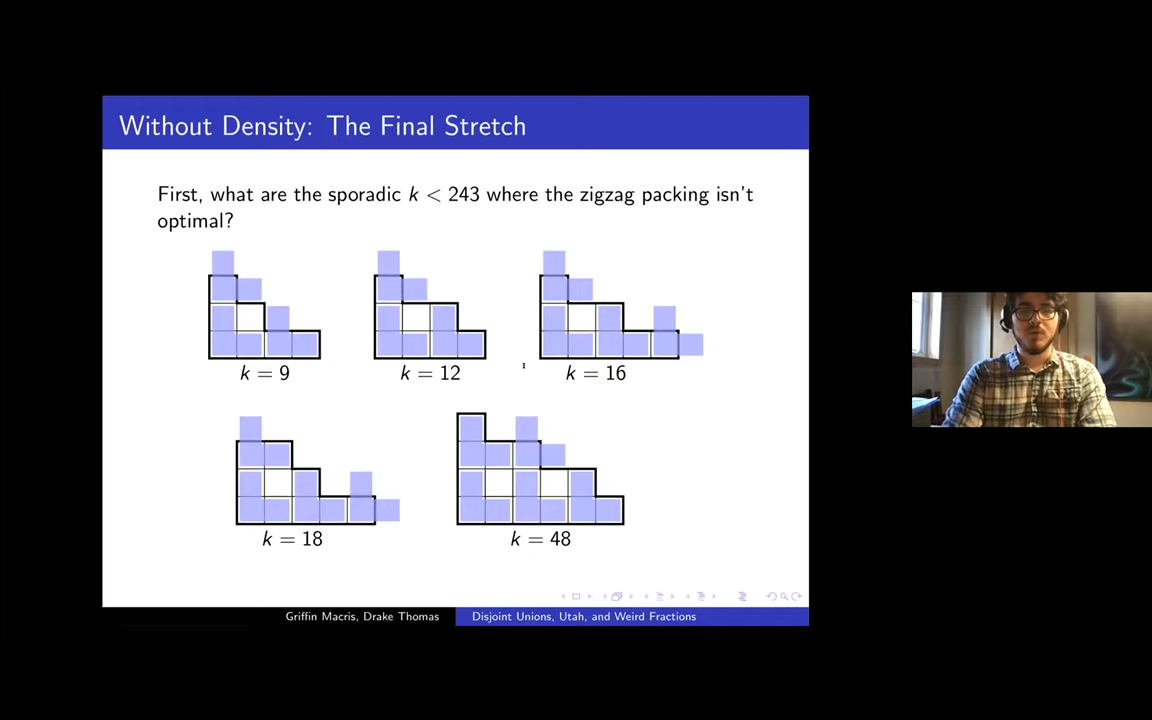 Without Density: The Final Stretch
First, what are the sporadic k < 243 where the zigzag packing isn't
optimal?
k = 9
k = 12
k = 16
k = 18
k = 48
Griffin Macris, Drake Thomas
Disjoint Unions, Utah, and Weird Fractions